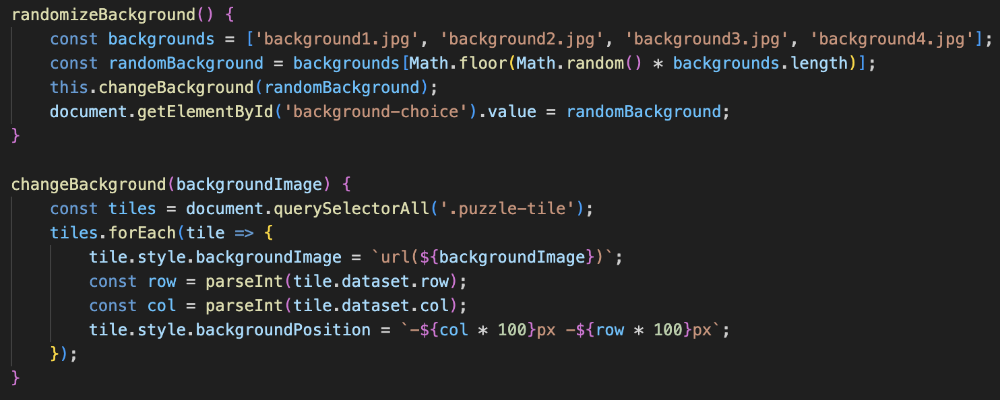 randomizeBackground() {
    const backgrounds = ['background1.jpg', 'background2.jpg', 'background3.jpg', 'background4.jpg'];
    const randomBackground = backgrounds[Math.floor(Math.random() * backgrounds.length)];
    this.changeBackground(randomBackground);
    document.getElementById('background-choice').value = randomBackground;
}

changeBackground(backgroundImage) {
    const tiles = document.querySelectorAll('.puzzle-tile');
    tiles.forEach(tile => {
        tile.style.backgroundImage = `url(${backgroundImage})`;
        const row = parseInt(tile.dataset.row);
        const col = parseInt(tile.dataset.col);
        tile.style.backgroundPosition = `-${col * 100}px -${row * 100}px`;
    });
}